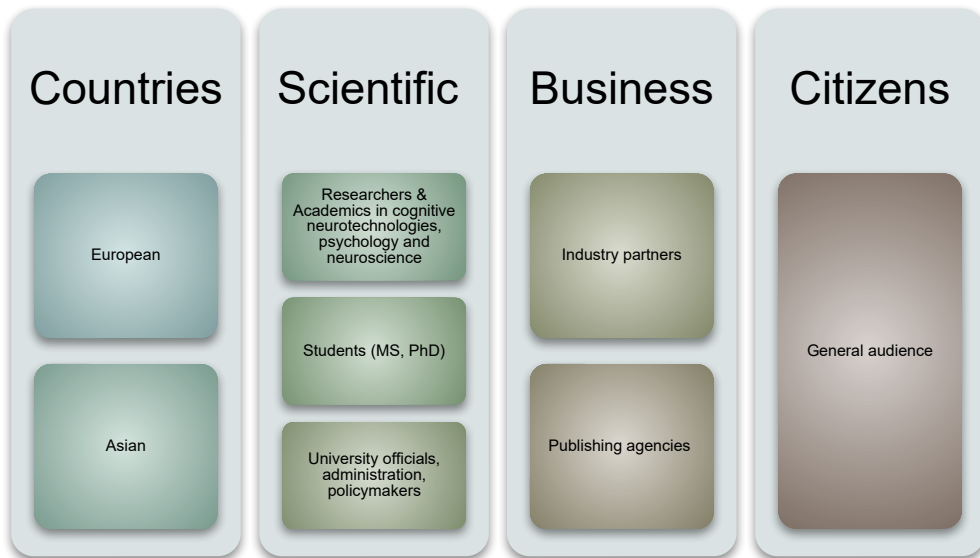 Countries
European
Asian
Scientific
Researchers &
Academics in cognitive
neurotechnologies,
psychology and
neuroscience
Students (MS, PhD)
University officials,
administration,
policymakers
Business
Industry partners
Publishing agencies
Citizens
General audience